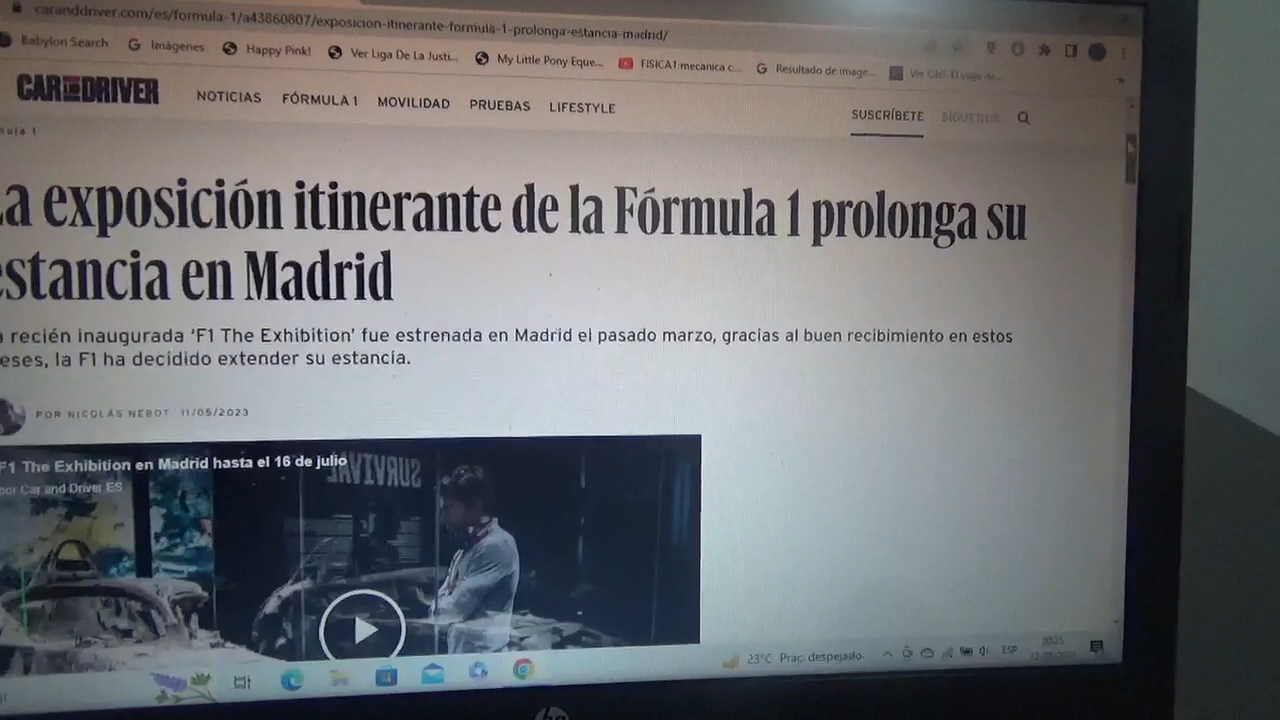 caranddriver.com/es/formula-1/a43860807/exposicion-itinerante-formula-1-prolonga-estancia-madrid/
Babylon Search Imágenes Happy Pink! Ver Liga De La Justi... My Little Pony Eque... FISICA1 mecanica c... Resultado de image...
CAR AND DRIVER NOTICIAS FÓRMULA 1 MOVILIDAD PRUEBAS LIFESTYLE SUSCRÍBETE SÍGUENOS
La exposición itinerante de la Fórmula 1 prolonga su
estancia en Madrid
recién inaugurada 'F1 The Exhibition' fue estrenada en Madrid el pasado marzo, gracias al buen recibimiento en estos
eses, la F1 ha decidido extender su estancia.
POR NICOLÁS NEBOT 11/05/2023
F1 The Exhibition en Madrid hasta el 16 de julio
por Car and Driver ES
SURVIVAL
23°C Prac. despejado ESP
hp